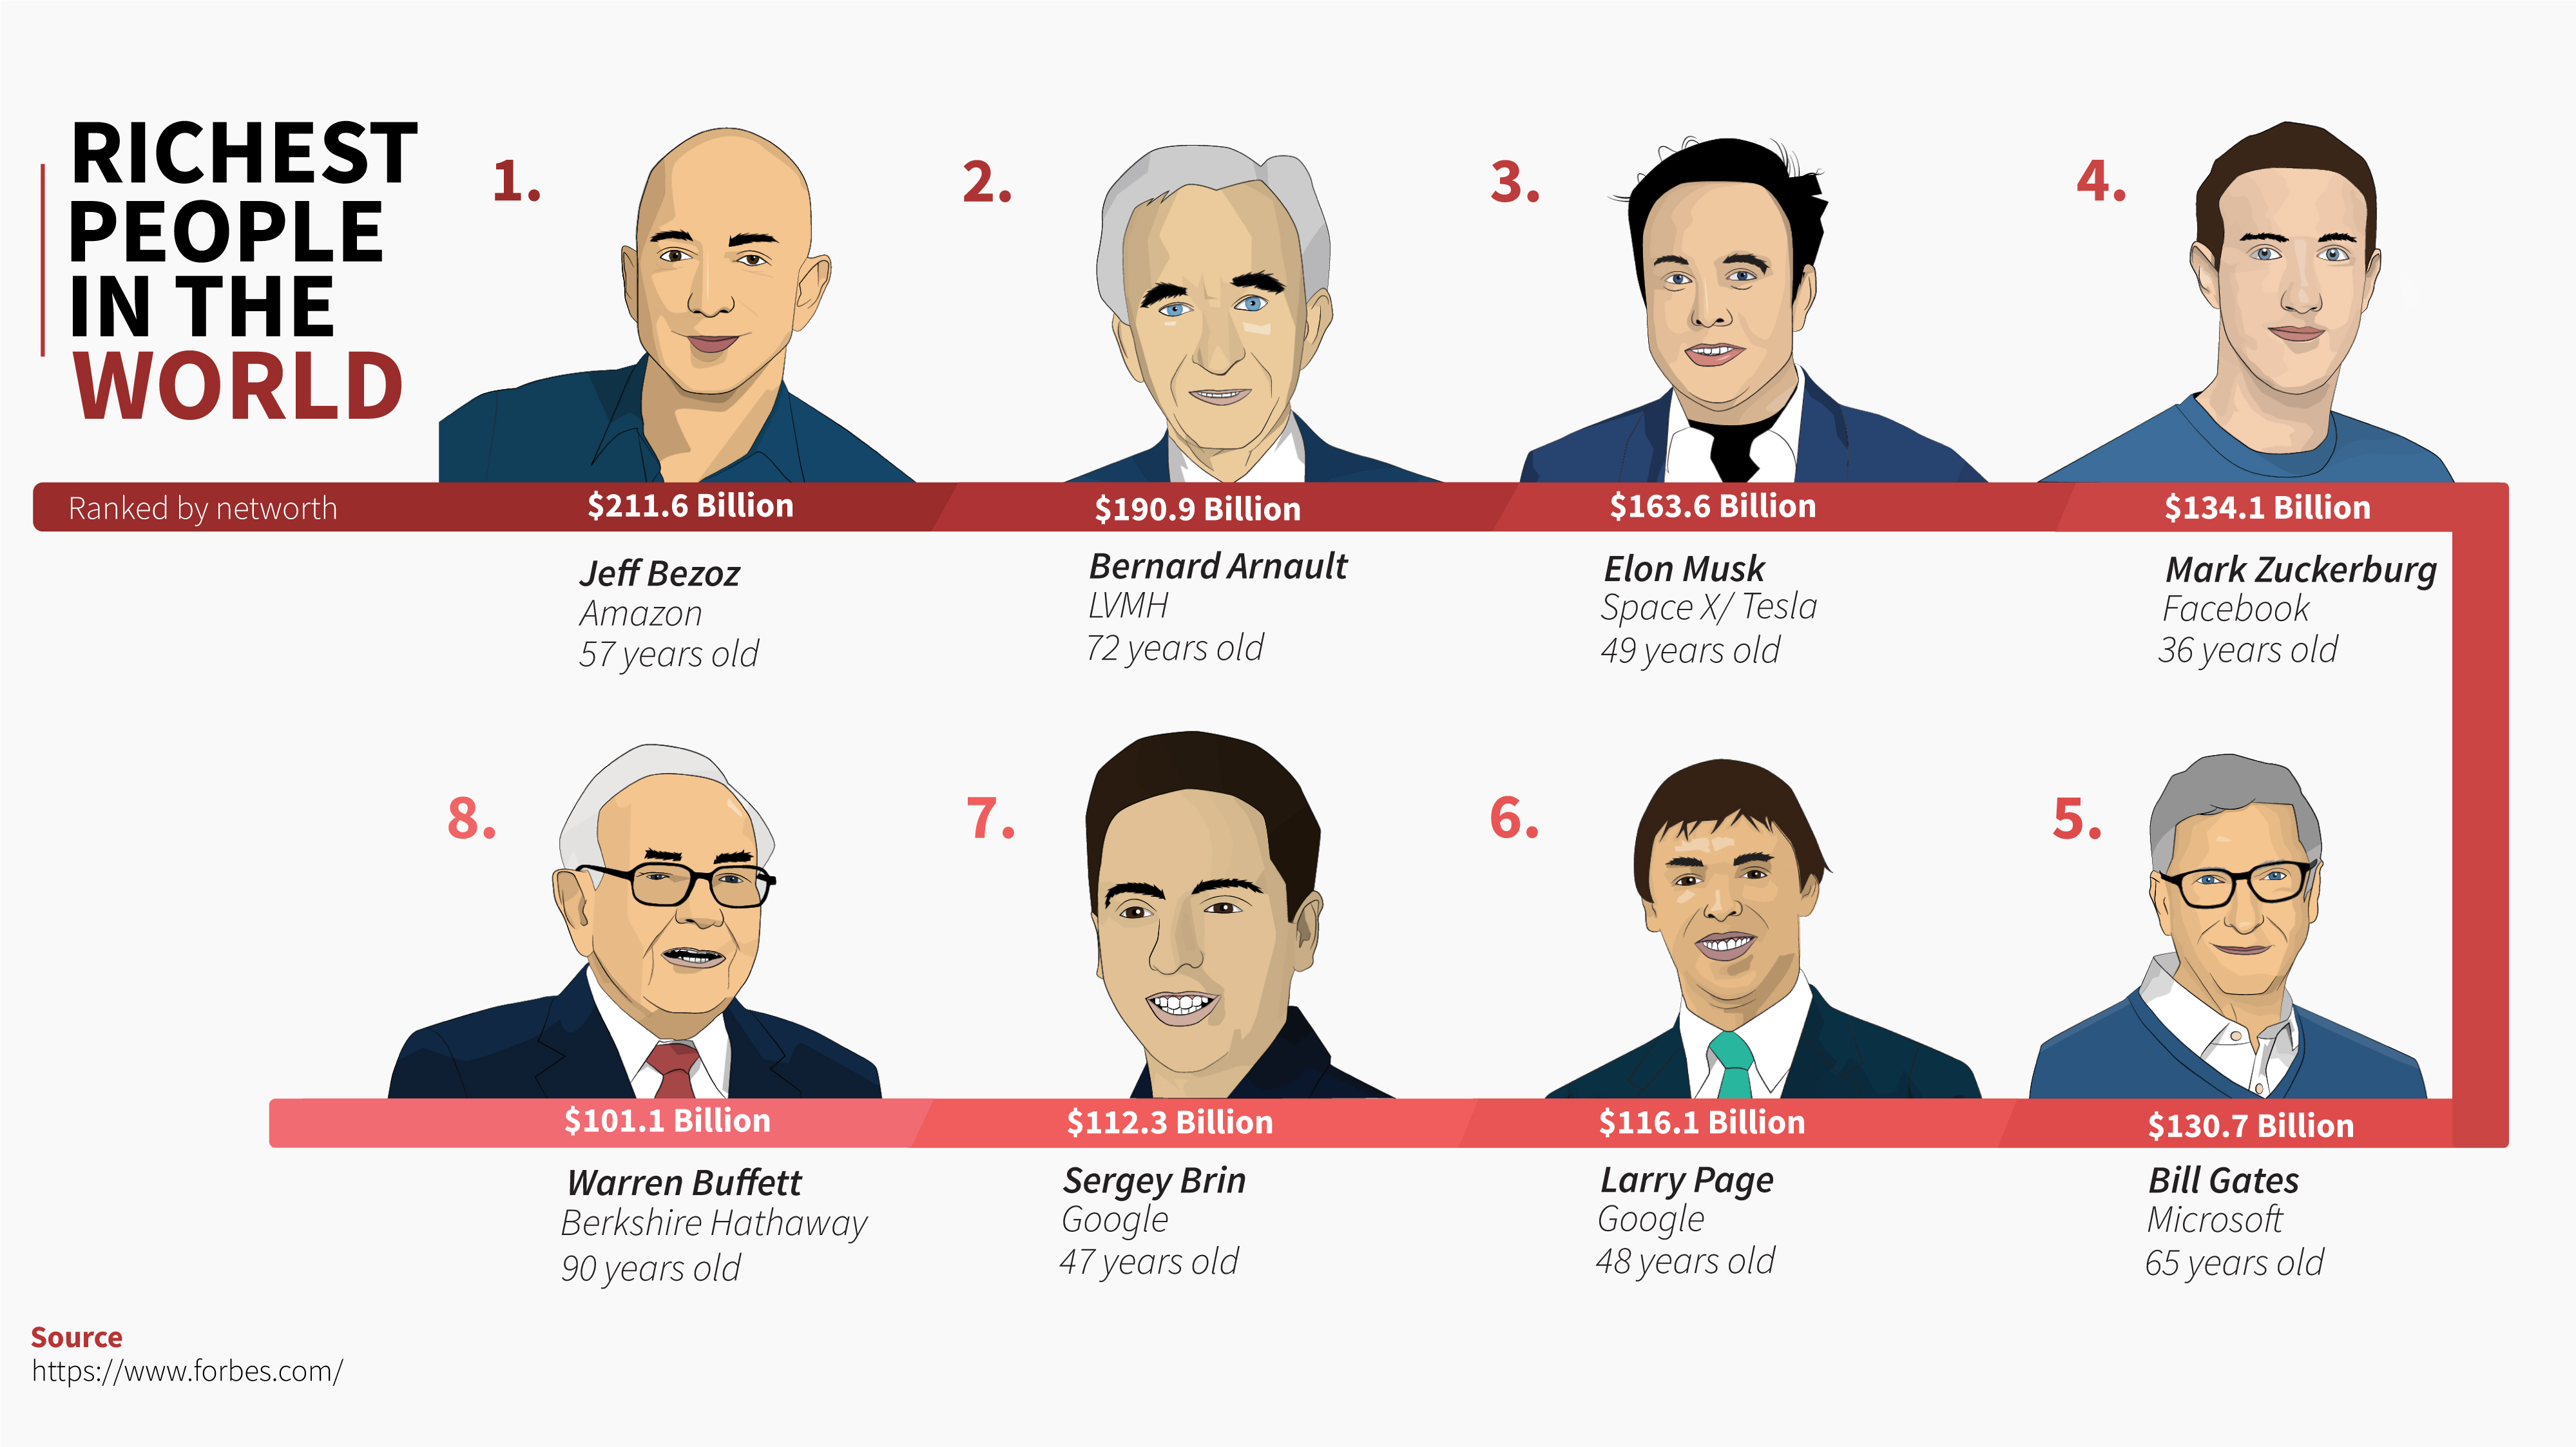 RICHEST
PEOPLE
IN THE
WORLD
Ranked by networth
1.
$211.6 Billion
Jeff Bezoz
Amazon
57 years old
2.
$190.9 Billion
Bernard Arnault
LVMH
72 years old
3.
$163.6 Billion
Elon Musk
Space X/ Tesla
49 years old
4.
$134.1 Billion
Mark Zuckerburg
Facebook
36 years old
5.
$130.7 Billion
Bill Gates
Microsoft
65 years old
6.
$116.1 Billion
Larry Page
Google
48 years old
7.
$112.3 Billion
Sergey Brin
Google
47 years old
8.
$101.1 Billion
Warren Buffett
Berkshire Hathaway
90 years old
Source
https://www.forbes.com/